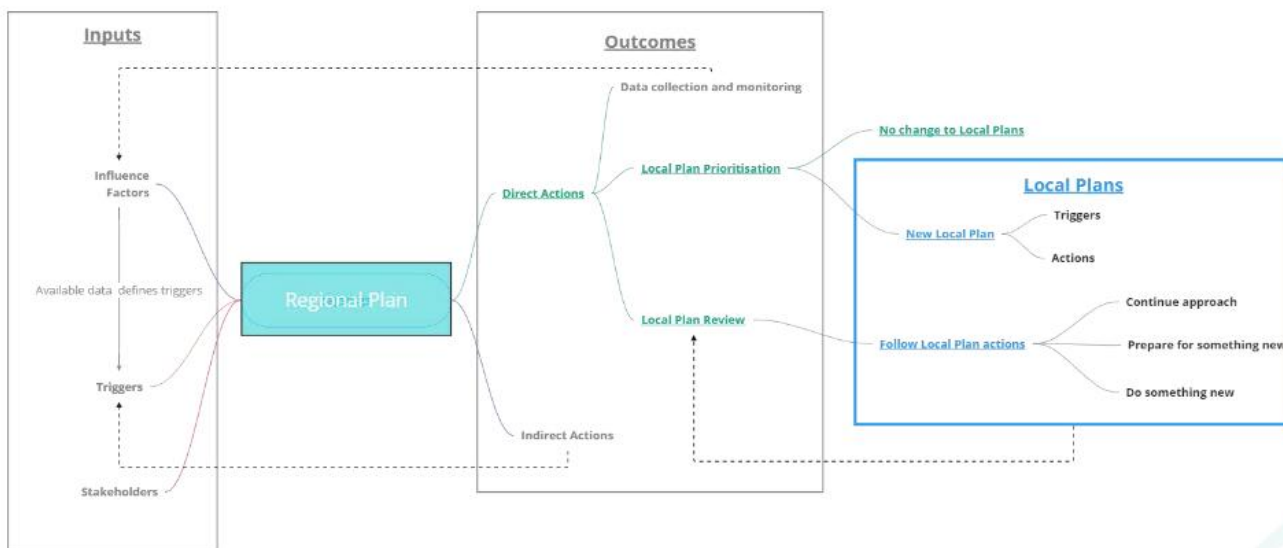 Inputs
Influence
Factors
Available data defines triggers
Triggers
Stakeholders
Regional Plan
Outcomes
Data collection and monitoring
Direct Actions
Local Plan Prioritisation
Local Plan Review
Indirect Actions
No change to Local Plans
Local Plans
New Local Plan
Triggers
Actions
Follow Local Plan actions
Continue approach
Prepare for something new
Do something new